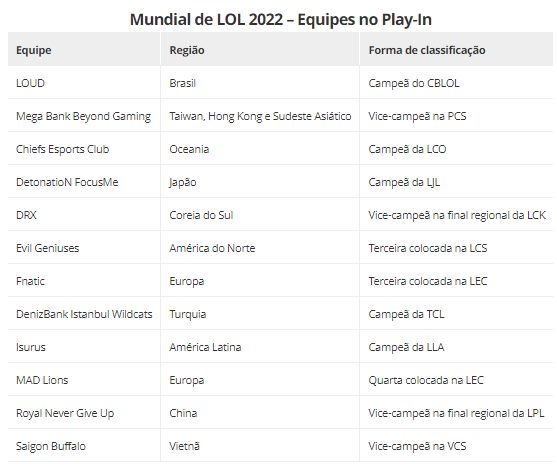 Mundial de LOL 2022 – Equipes no Play-In
Equipe Região Forma de classificação
LOUD Brasil Campeã do CBLOL
Mega Bank Beyond Gaming Taiwan, Hong Kong e Sudeste Asiático Vice-campeã na PCS
Chiefs Esports Club Oceania Campeã da LCO
DetonatioN FocusMe Japão Campeã da LJL
DRX Coreia do Sul Vice-campeã na final regional da LCK
Evil Geniuses América do Norte Terceira colocada na LCS
Fnatic Europa Terceira colocada na LEC
DenizBank Istanbul Wildcats Turquia Campeã da TCL
Isurus América Latina Campeã da LLA
MAD Lions Europa Quarta colocada na LEC
Royal Never Give Up China Vice-campeã na final regional da LPL
Saigon Buffalo Vietnã Vice-campeã na VCS